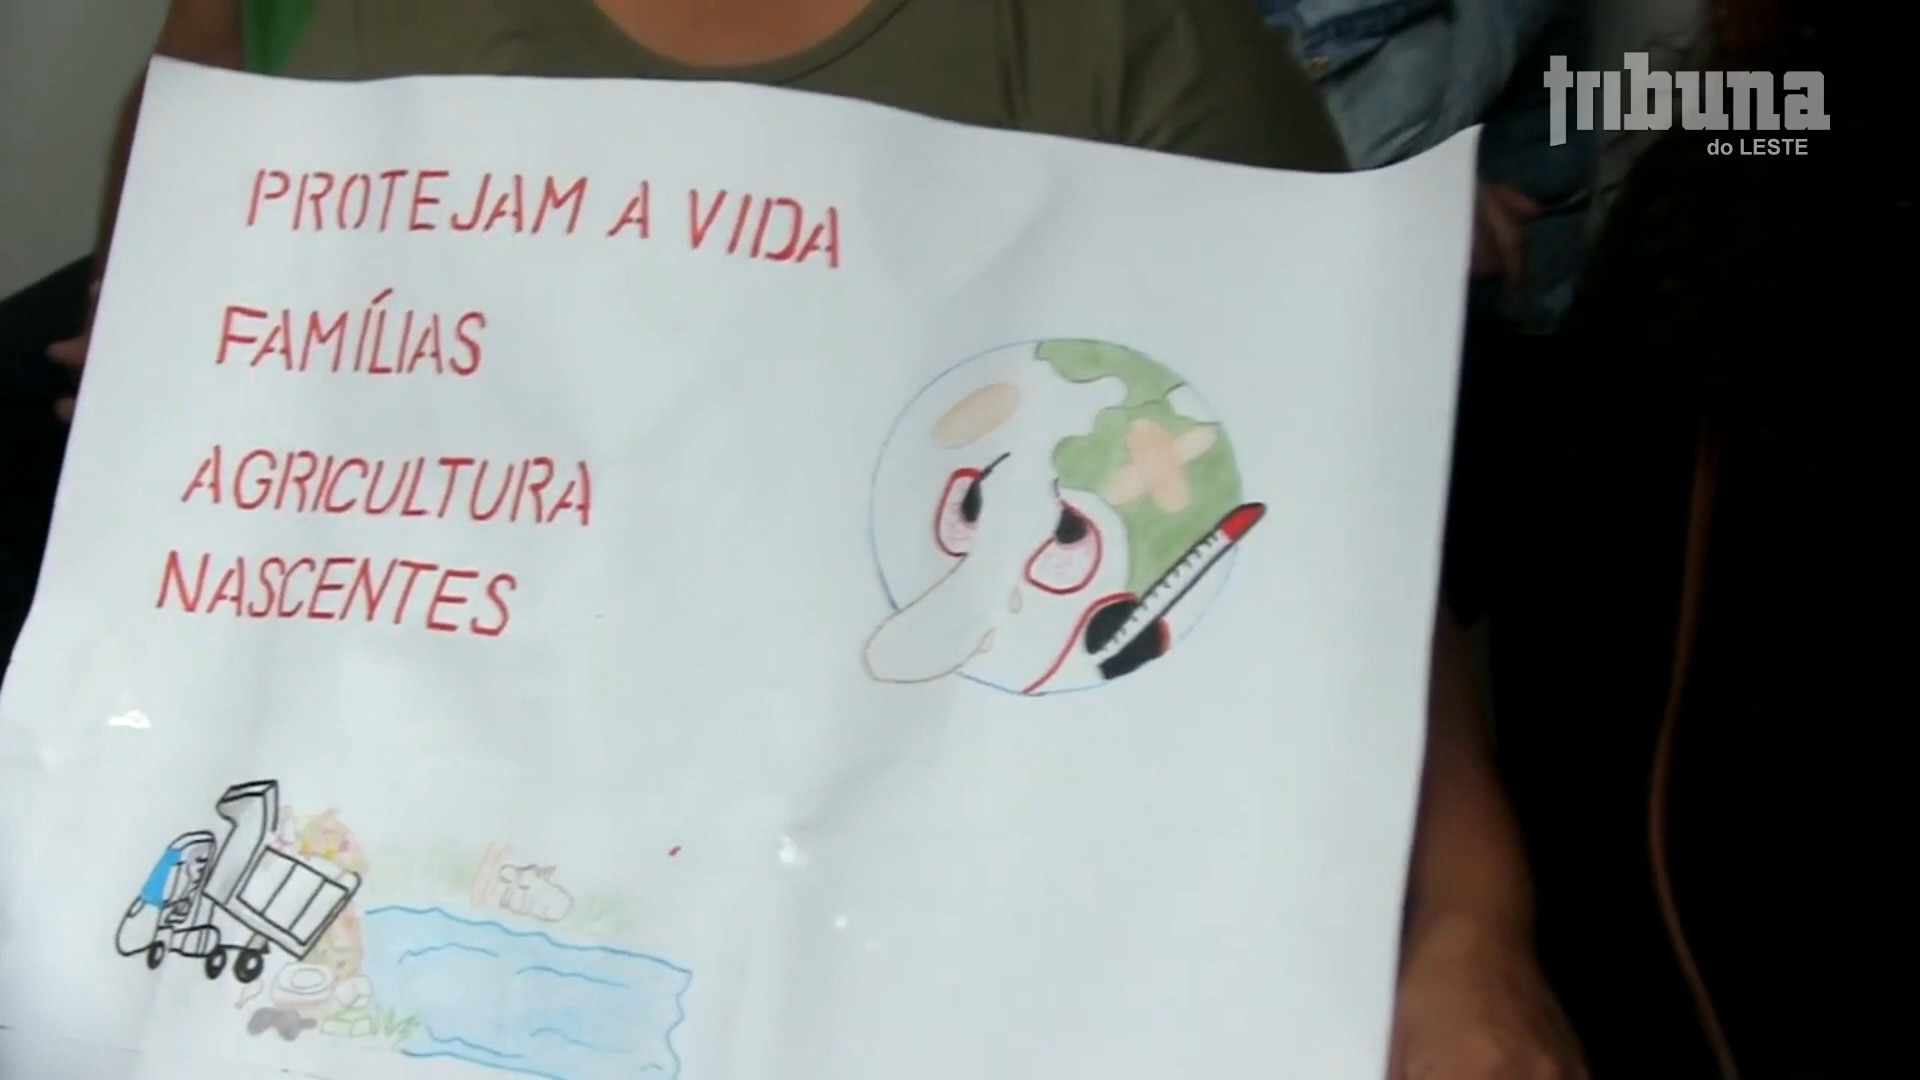 tribuna
do LESTE
PROTEJAM A VIDA
FAMÍLIAS
AGRICULTURA
NASCENTES